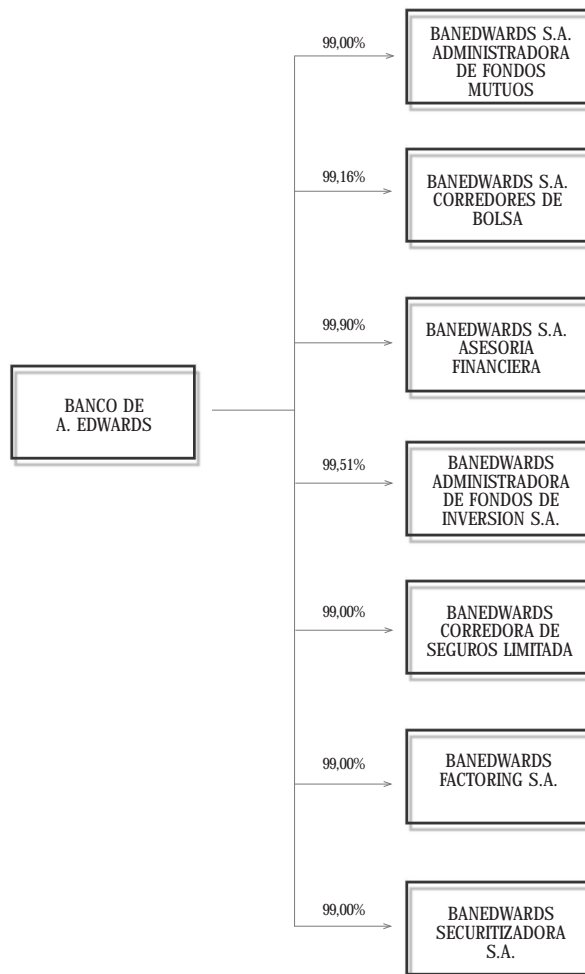 99,00%
BANEDWARDS S.A.
ADMINISTRADORA
DE FONDOS
MUTUOS
99,16%
BANEDWARDS S.A.
CORREDORES DE
BOLSA
99,90%
BANEDWARDS S.A.
ASESORIA
FINANCIERA
BANCO DE
A. EDWARDS
99,51%
BANEDWARDS
ADMINISTRADORA
DE FONDOS DE
INVERSION S.A.
99,00%
BANEDWARDS
CORREDORA DE
SEGUROS LIMITADA
99,00%
BANEDWARDS
FACTORING S.A.
99,00%
BANEDWARDS
SECURITIZADORA
S.A.